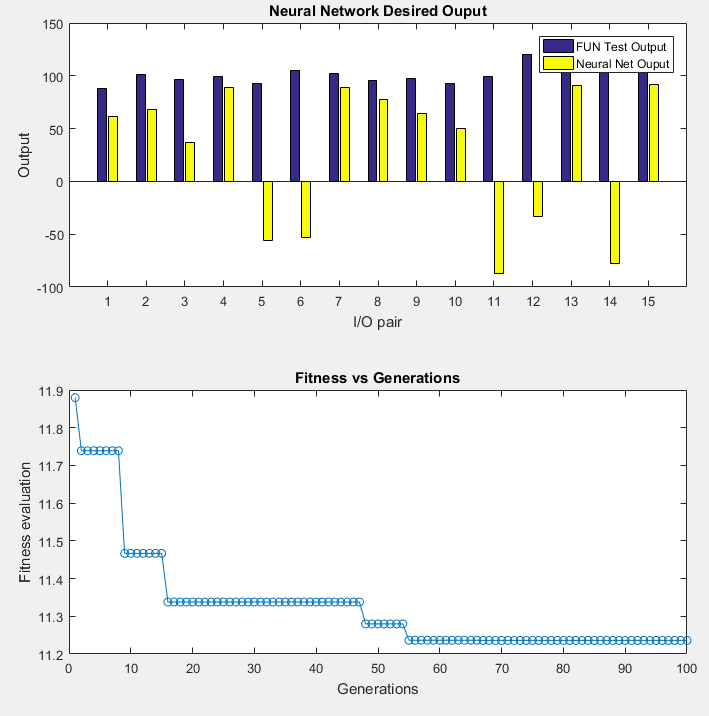 Neural Network Desired Ouput
150
100
50
0
-50
-100
Output
FUN Test Output
Neural Net Ouput
1 2 3 4 5 6 7 8 9 10 11 12 13 14 15
I/O pair
Fitness vs Generations
11.9
11.8
11.7
11.6
11.5
11.4
11.3
11.2
Fitness evaluation
0 10 20 30 40 50 60 70 80 90 100
Generations